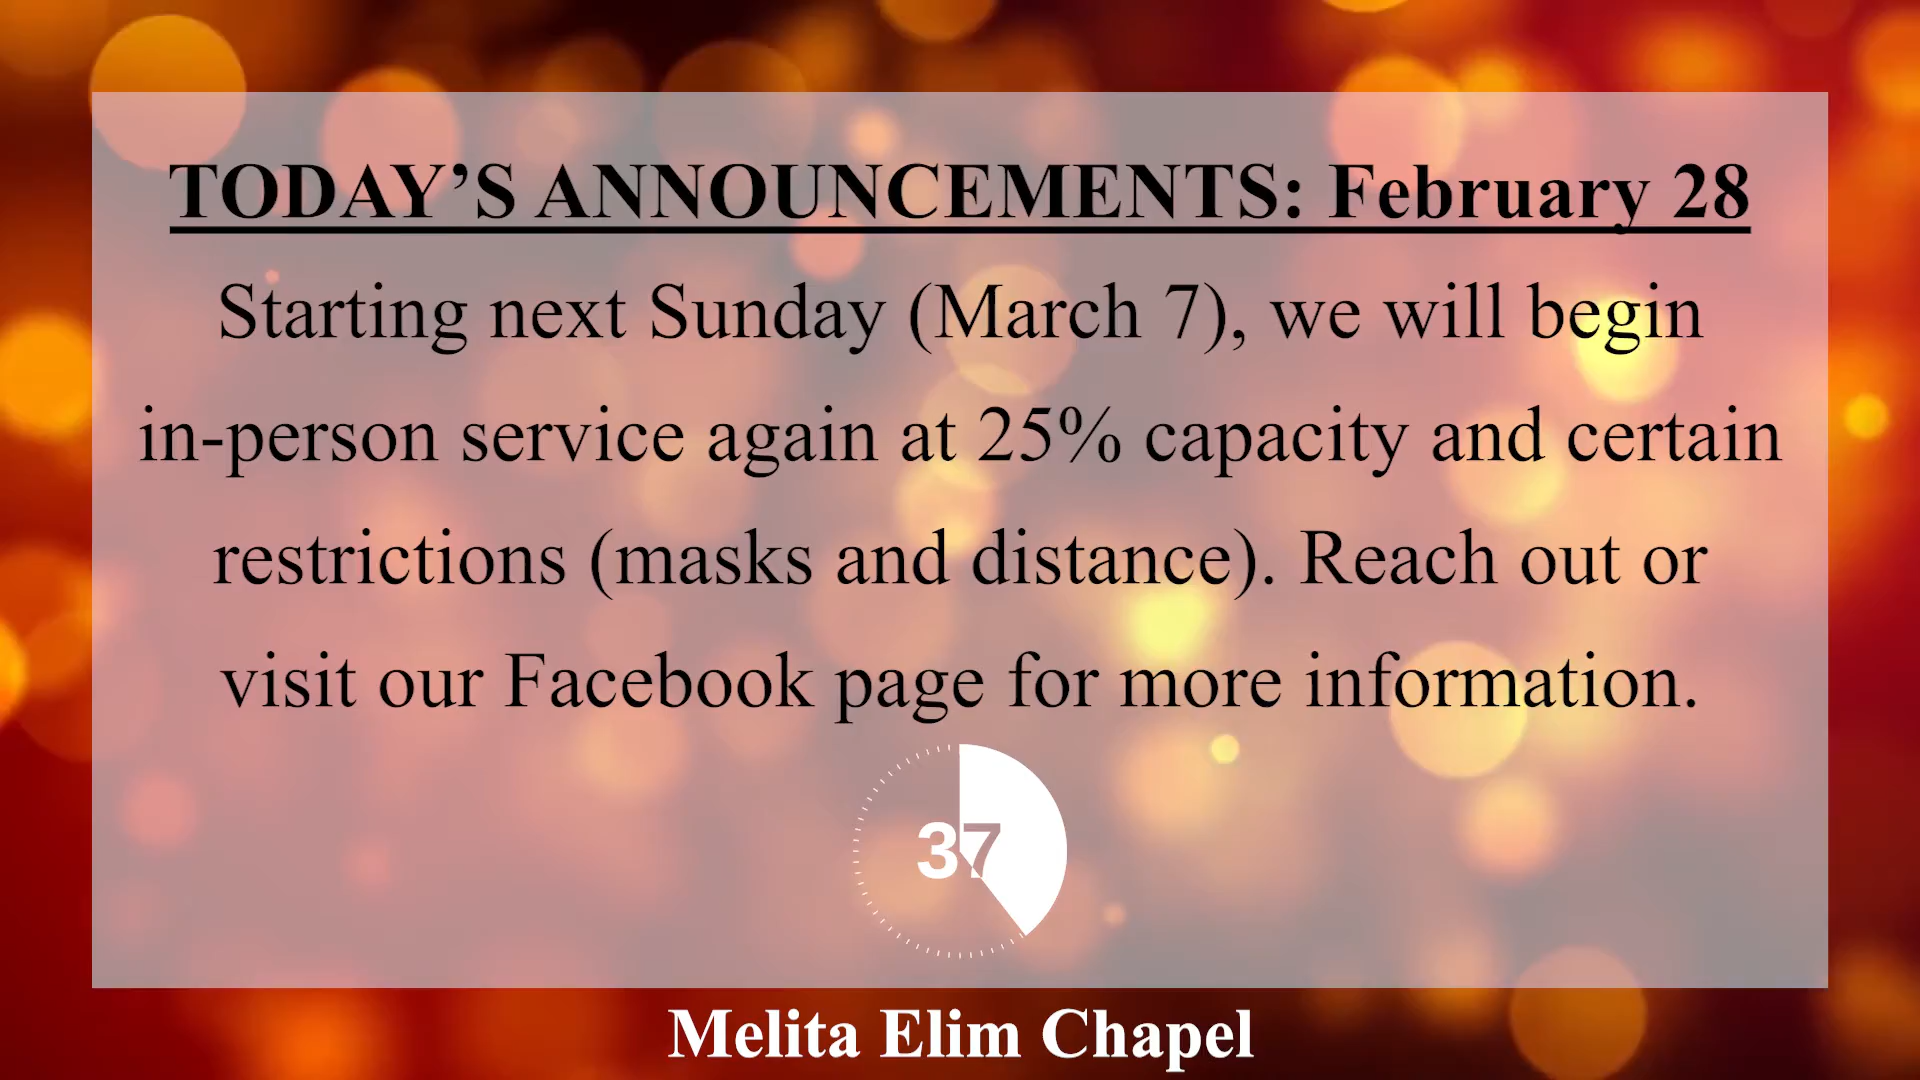 TODAY’S ANNOUNCEMENTS: February 28
Starting next Sunday (March 7), we will begin
in-person service again at 25% capacity and certain
restrictions (masks and distance). Reach out or
visit our Facebook page for more information.
37
Melita Elim Chapel